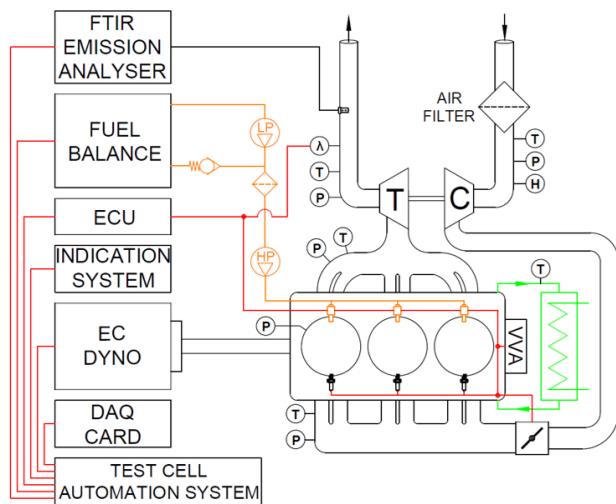 FTIR
EMISSION
ANALYSER
FUEL
BALANCE
LP
HP
ECU
INDICATION
SYSTEM
EC
DYNO
DAQ
CARD
TEST CELL
AUTOMATION SYSTEM
AIR
FILTER
λ
T
P
T
P
H
T
C
P
T
P
T
VVA
T
P